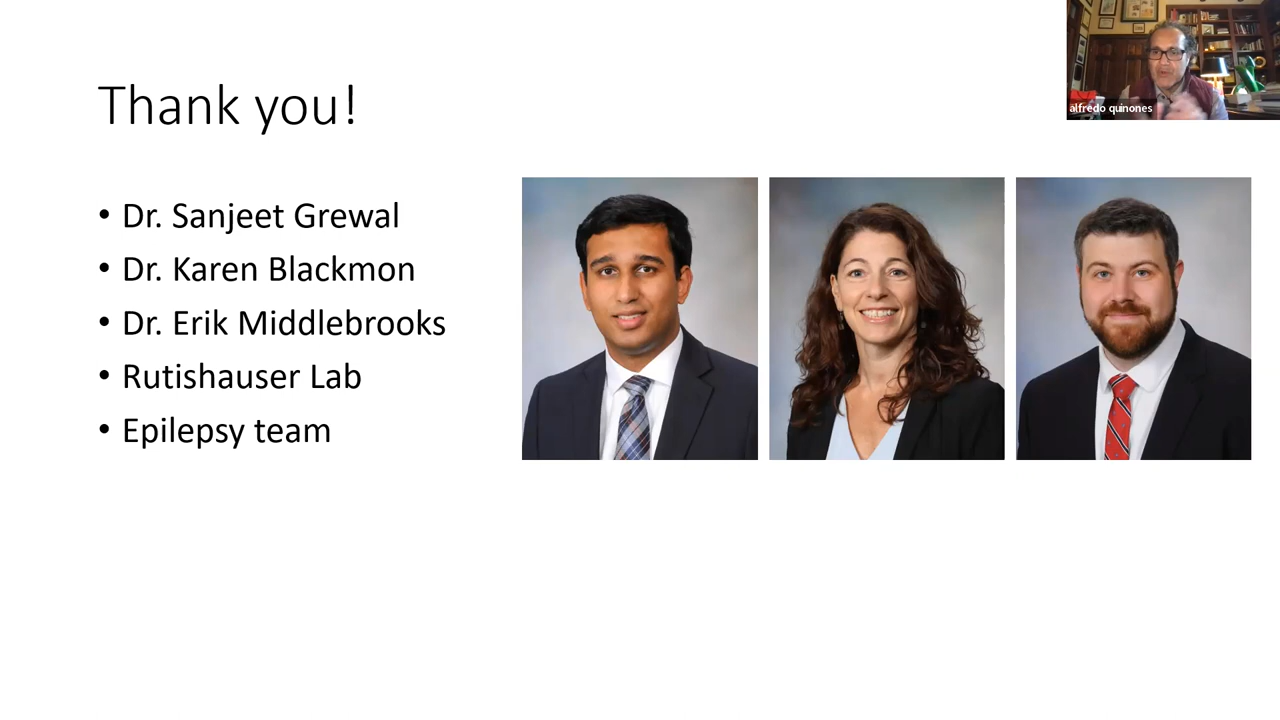 Thank you!
alfredo quinones
• Dr. Sanjeet Grewal
• Dr. Karen Blackmon
• Dr. Erik Middlebrooks
• Rutishauser Lab
• Epilepsy team